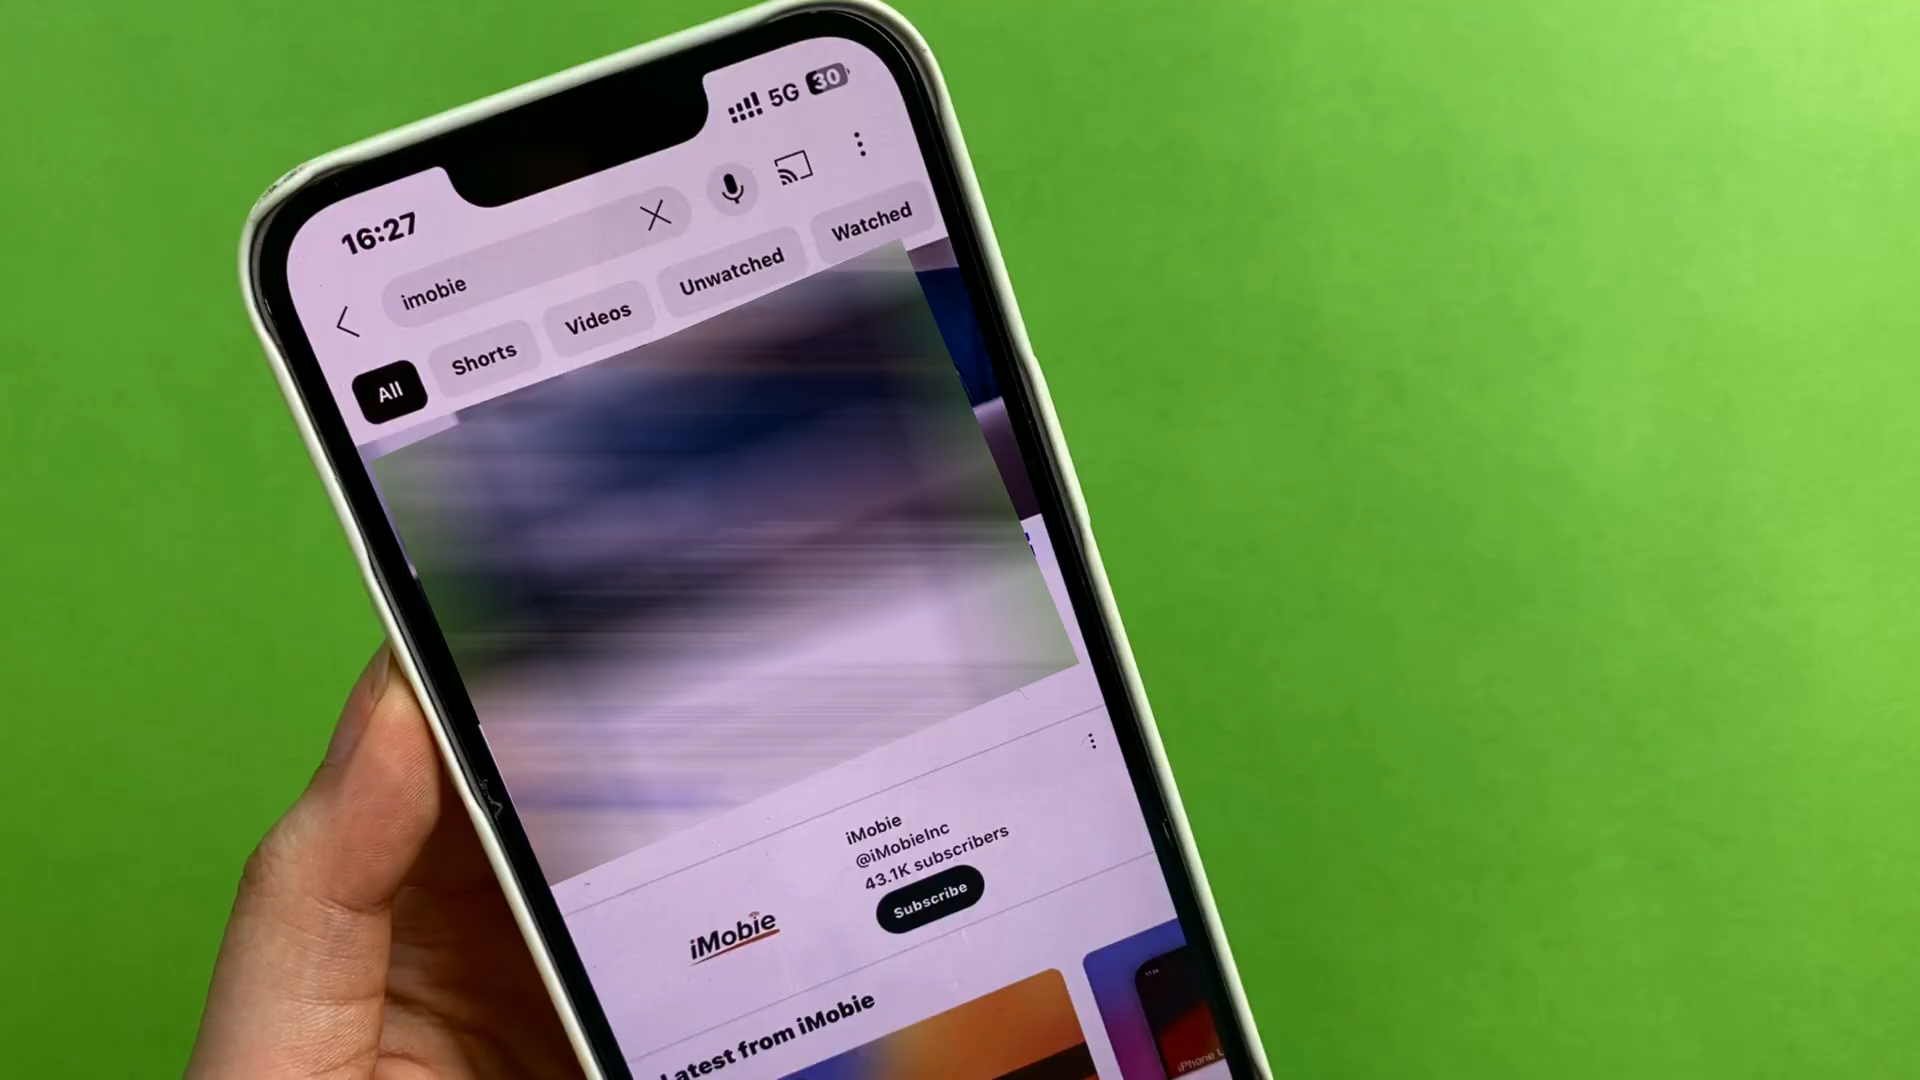 16:27
5G 30
imobie
All Shorts Videos Unwatched Watched
iMobie
@iMobieInc
43.1K subscribers
Subscribe
iMobie
Latest from iMobie
iPhone